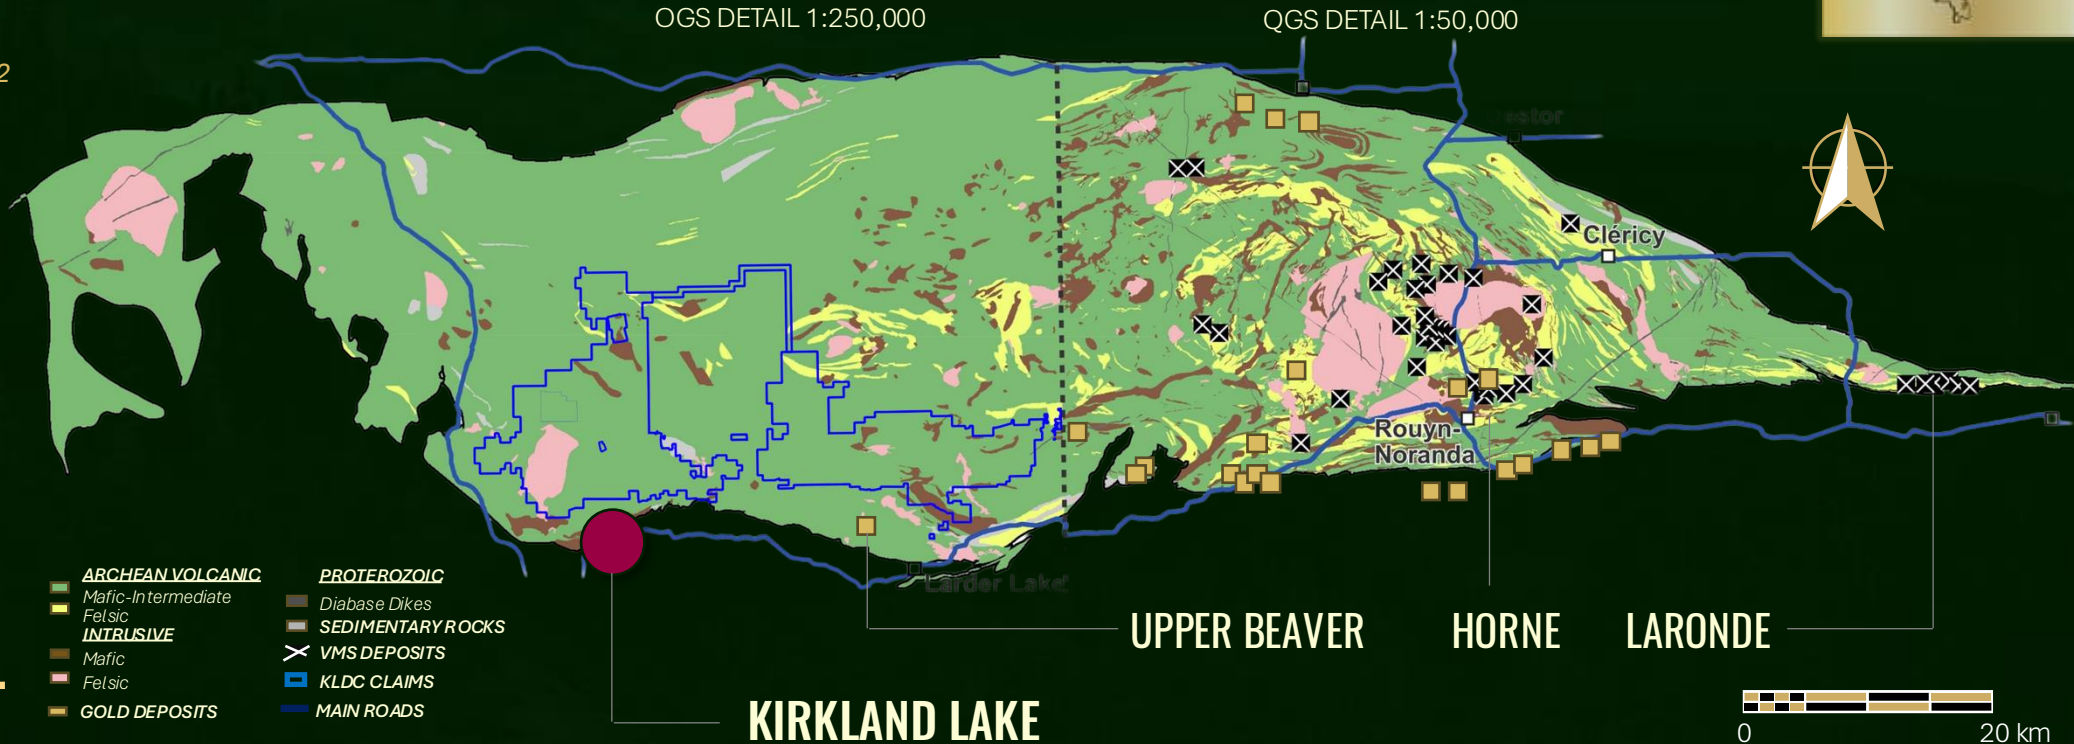 OGS DETAIL 1:250,000
QGS DETAIL 1:50,000
2
Cléricy
Rouyn-
Noranda
Larder Lake
ARCHEAN VOLCANIC
Mafic-Intermediate
Felsic
INTRUSIVE
Mafic
Felsic
GOLD DEPOSITS
PROTEROZOIC
Diabase Dikes
SEDIMENTARY ROCKS
VMS DEPOSITS
KLDC CLAIMS
MAIN ROADS
UPPER BEAVER
HORNE
LARONDE
KIRKLAND LAKE
0
20 km